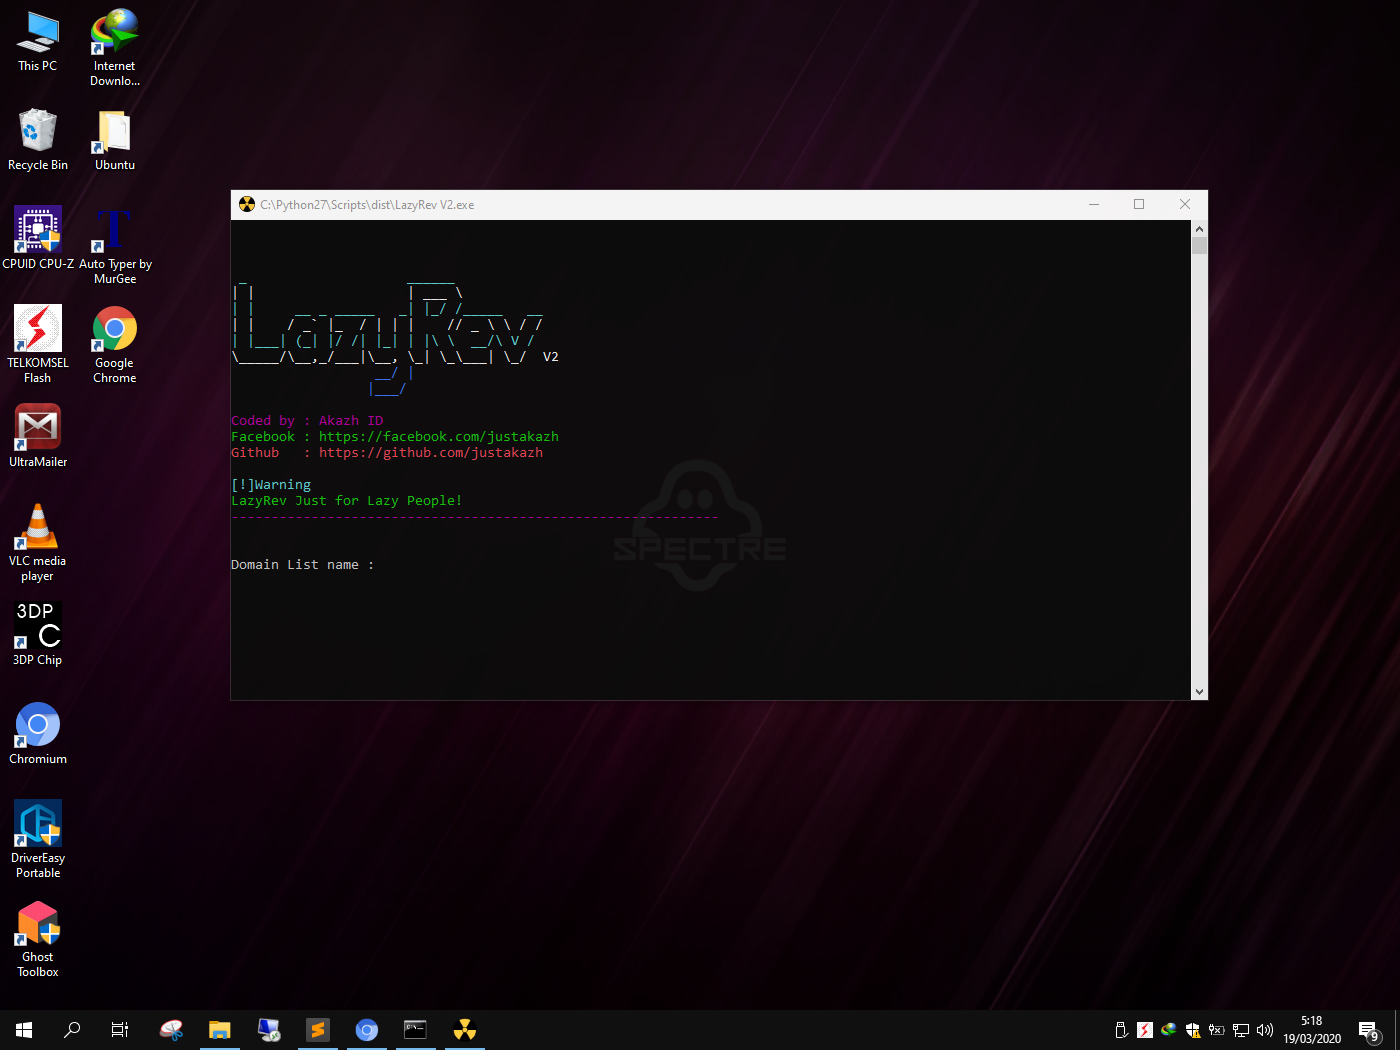 This PC
Internet
Downlo...
Recycle Bin
Ubuntu
CPUID CPU-Z
Auto Typer by
MurGee
TELKOMSEL
Flash
Google
Chrome
UltraMailer
VLC media
player
3DP
C
3DP Chip
Chromium
DriverEasy
Portable
Ghost
Toolbox
C:\Python27\Scripts\dist\LazyRev V2.exe
LazyRev V2
Coded by : Akazh ID
Facebook : https://facebook.com/justakazh
Github   : https://github.com/justakazh
[!]Warning
LazyRev Just for Lazy People!
-------------------------------------------------------------
SPECTRE
Domain List name :
5:18
19/03/2020
9